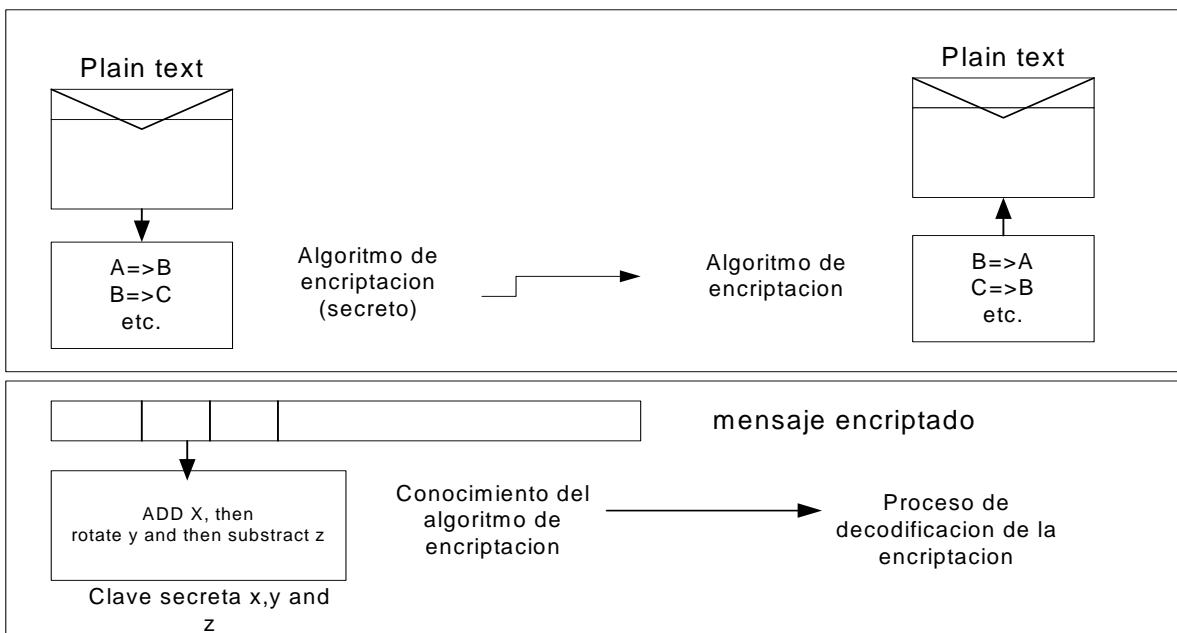 Plain text
Plain text
A=>B
B=>C
etc.
Algoritmo de
encriptacion
(secreto)
Algoritmo de
encriptacion
B=>A
C=>B
etc.
mensaje encriptado
ADD X, then
rotate y and then substract z
Clave secreta x,y and
z
Conocimiento del
algoritmo de
encriptacion
Proceso de
decodificacion de la
encriptacion